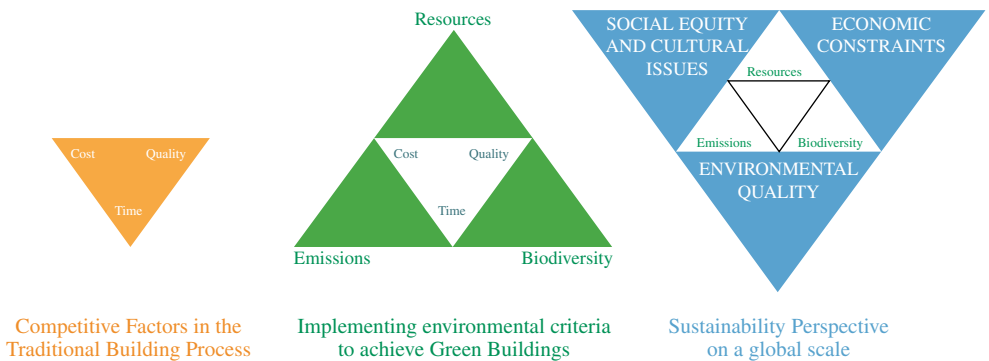 Cost Quality
Time
Competitive Factors in the
Traditional Building Process
Resources
Cost Quality
Time
Emissions Biodiversity
Implementing environmental criteria
to achieve Green Buildings
SOCIAL EQUITY
AND CULTURAL
ISSUES
ECONOMIC
CONSTRAINTS
Resources
Emissions Biodiversity
ENVIRONMENTAL
QUALITY
Sustainability Perspective
on a global scale